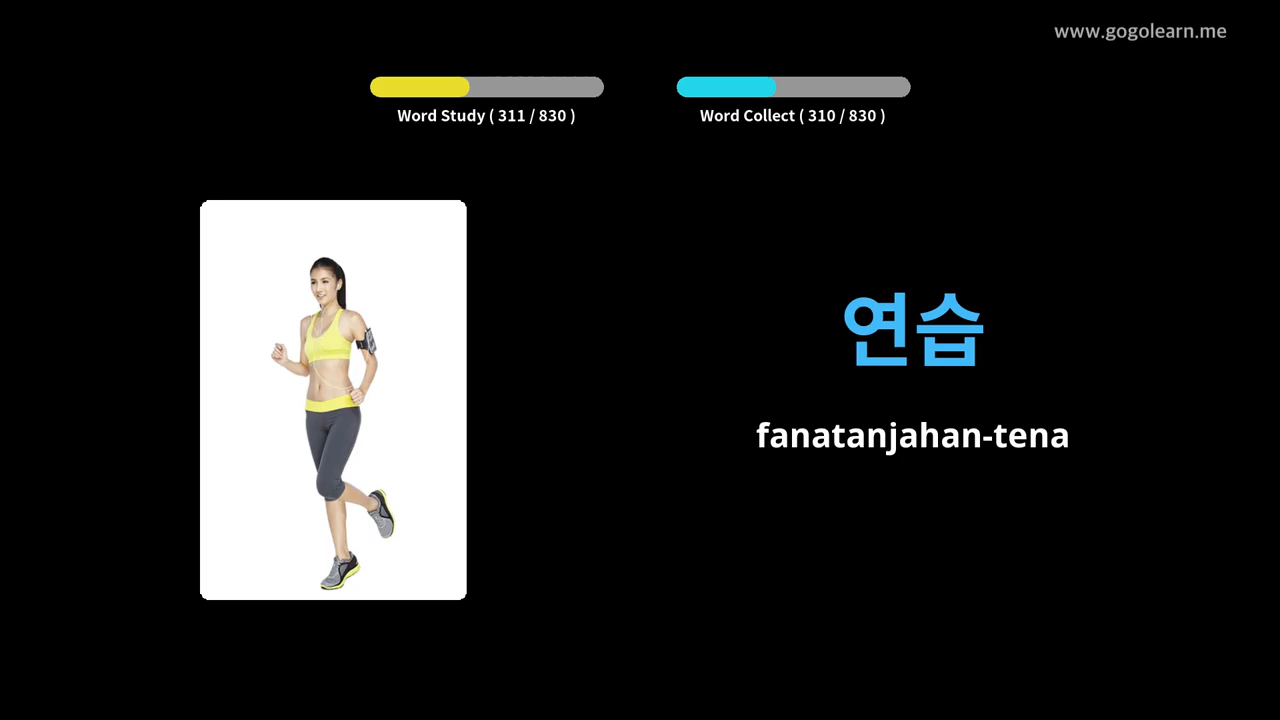 www.gogolearn.me
Word Study ( 311 / 830 )
Word Collect ( 310 / 830 )
연습
fanatanjahan-tena